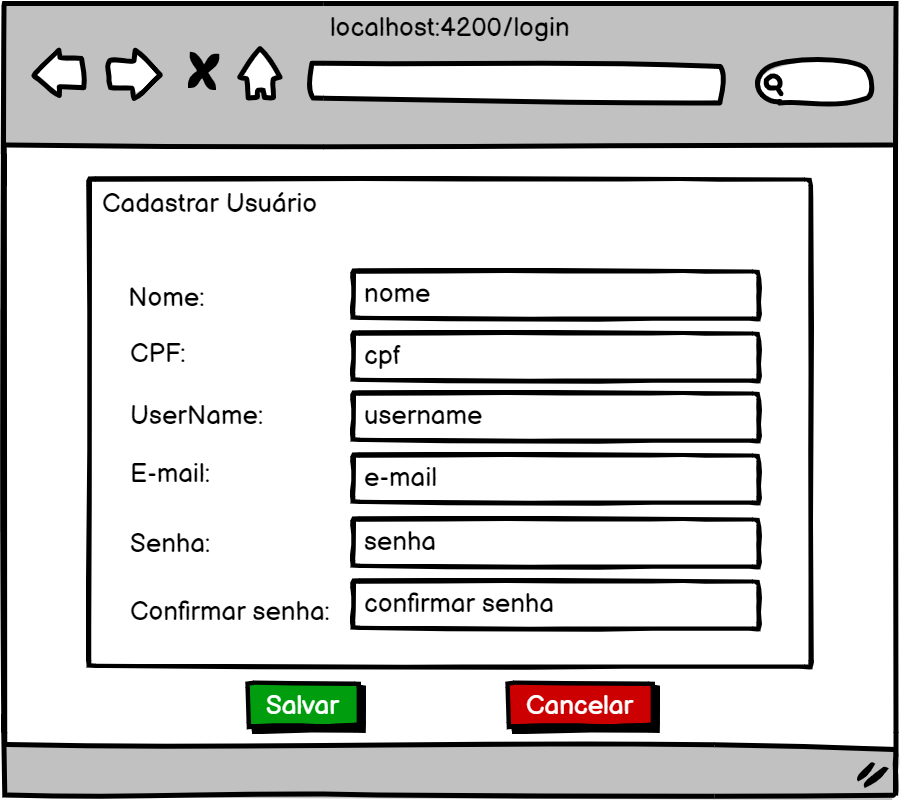 localhost:4200/login
Cadastrar Usuário
Nome: nome
CPF: cpf
UserName: username
E-mail: e-mail
Senha: senha
Confirmar senha: confirmar senha
Salvar Cancelar